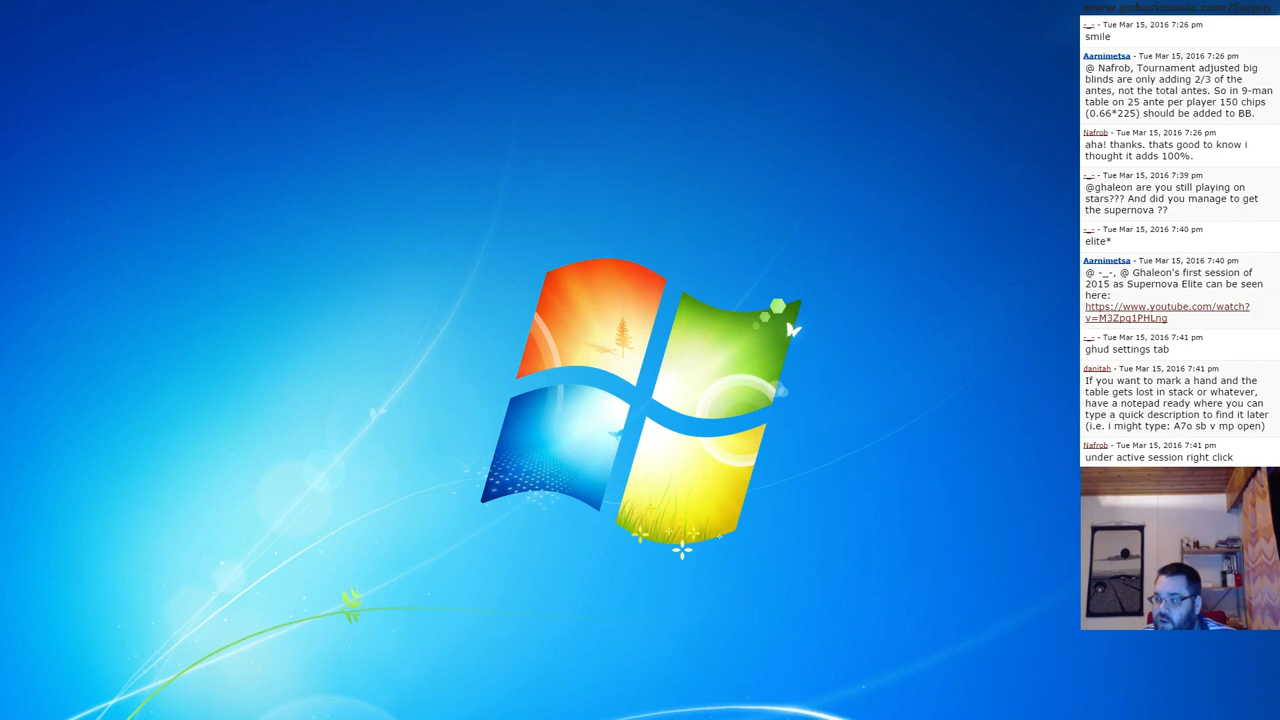 -_- - Tue Mar 15, 2016 7:26 pm
smile
Aarnimetsa - Tue Mar 15, 2016 7:26 pm
@ Nafrob, Tournament adjusted big
blinds are only adding 2/3 of the
antes, not the total antes. So in 9-man
table on 25 ante per player 150 chips
(0.66*225) should be added to BB.
Nafrob - Tue Mar 15, 2016 7:26 pm
aha! thanks. thats good to know i
thought it adds 100%.
-_- - Tue Mar 15, 2016 7:39 pm
@ghaleon are you still playing on
stars??? And did you manage to get
the supernova ??
-_- - Tue Mar 15, 2016 7:40 pm
elite*
Aarnimetsa - Tue Mar 15, 2016 7:40 pm
@ -_-, @ Ghaleon's first session of
2015 as Supernova Elite can be seen
here:
https://www.youtube.com/watch?
v=M3Zpq1PHLng
-_- - Tue Mar 15, 2016 7:41 pm
ghud settings tab
danitah - Tue Mar 15, 2016 7:41 pm
If you want to mark a hand and the
table gets lost in stack or whatever,
have a notepad ready where you can
type a quick description to find it later
(i.e. i might type: A7o sb v mp open)
Nafrob - Tue Mar 15, 2016 7:41 pm
under active session right click